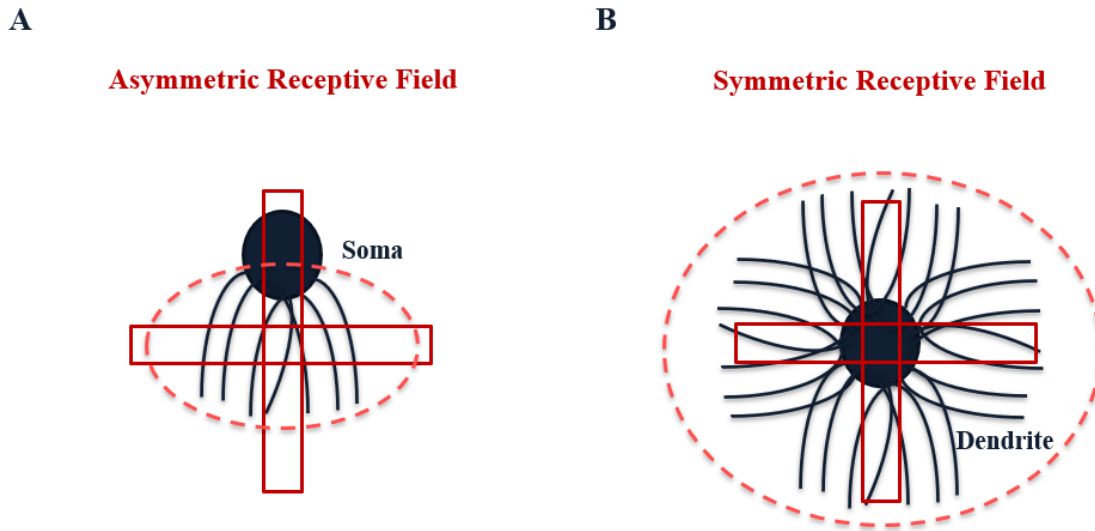 A
B
Asymmetric Receptive Field
Symmetric Receptive Field
Soma
Dendrite